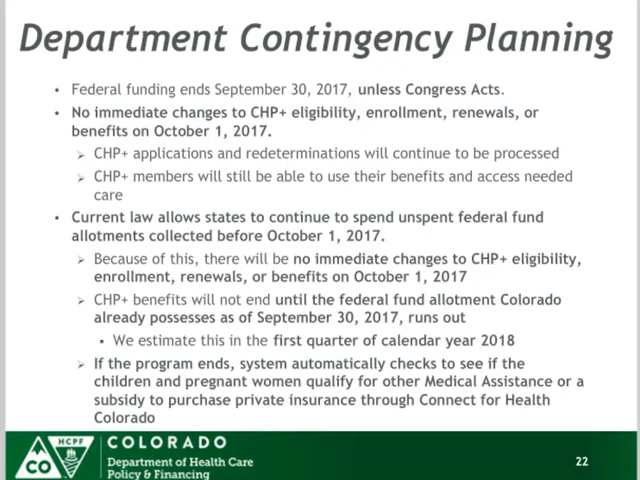 Department Contingency Planning
• Federal funding ends September 30, 2017, unless Congress Acts.
• No immediate changes to CHP+ eligibility, enrollment, renewals, or
benefits on October 1, 2017.
➢ CHP+ applications and redeterminations will continue to be processed
➢ CHP+ members will still be able to use their benefits and access needed
care
• Current law allows states to continue to spend unspent federal fund
allotments collected before October 1, 2017.
➢ Because of this, there will be no immediate changes to CHP+ eligibility,
enrollment, renewals, or benefits on October 1, 2017
➢ CHP+ benefits will not end until the federal fund allotment Colorado
already possesses as of September 30, 2017, runs out
▪ We estimate this in the first quarter of calendar year 2018
➢ If the program ends, system automatically checks to see if the
children and pregnant women qualify for other Medical Assistance or a
subsidy to purchase private insurance through Connect for Health
Colorado
CO
HCPF
COLORADO
Department of Health Care
Policy & Financing
22